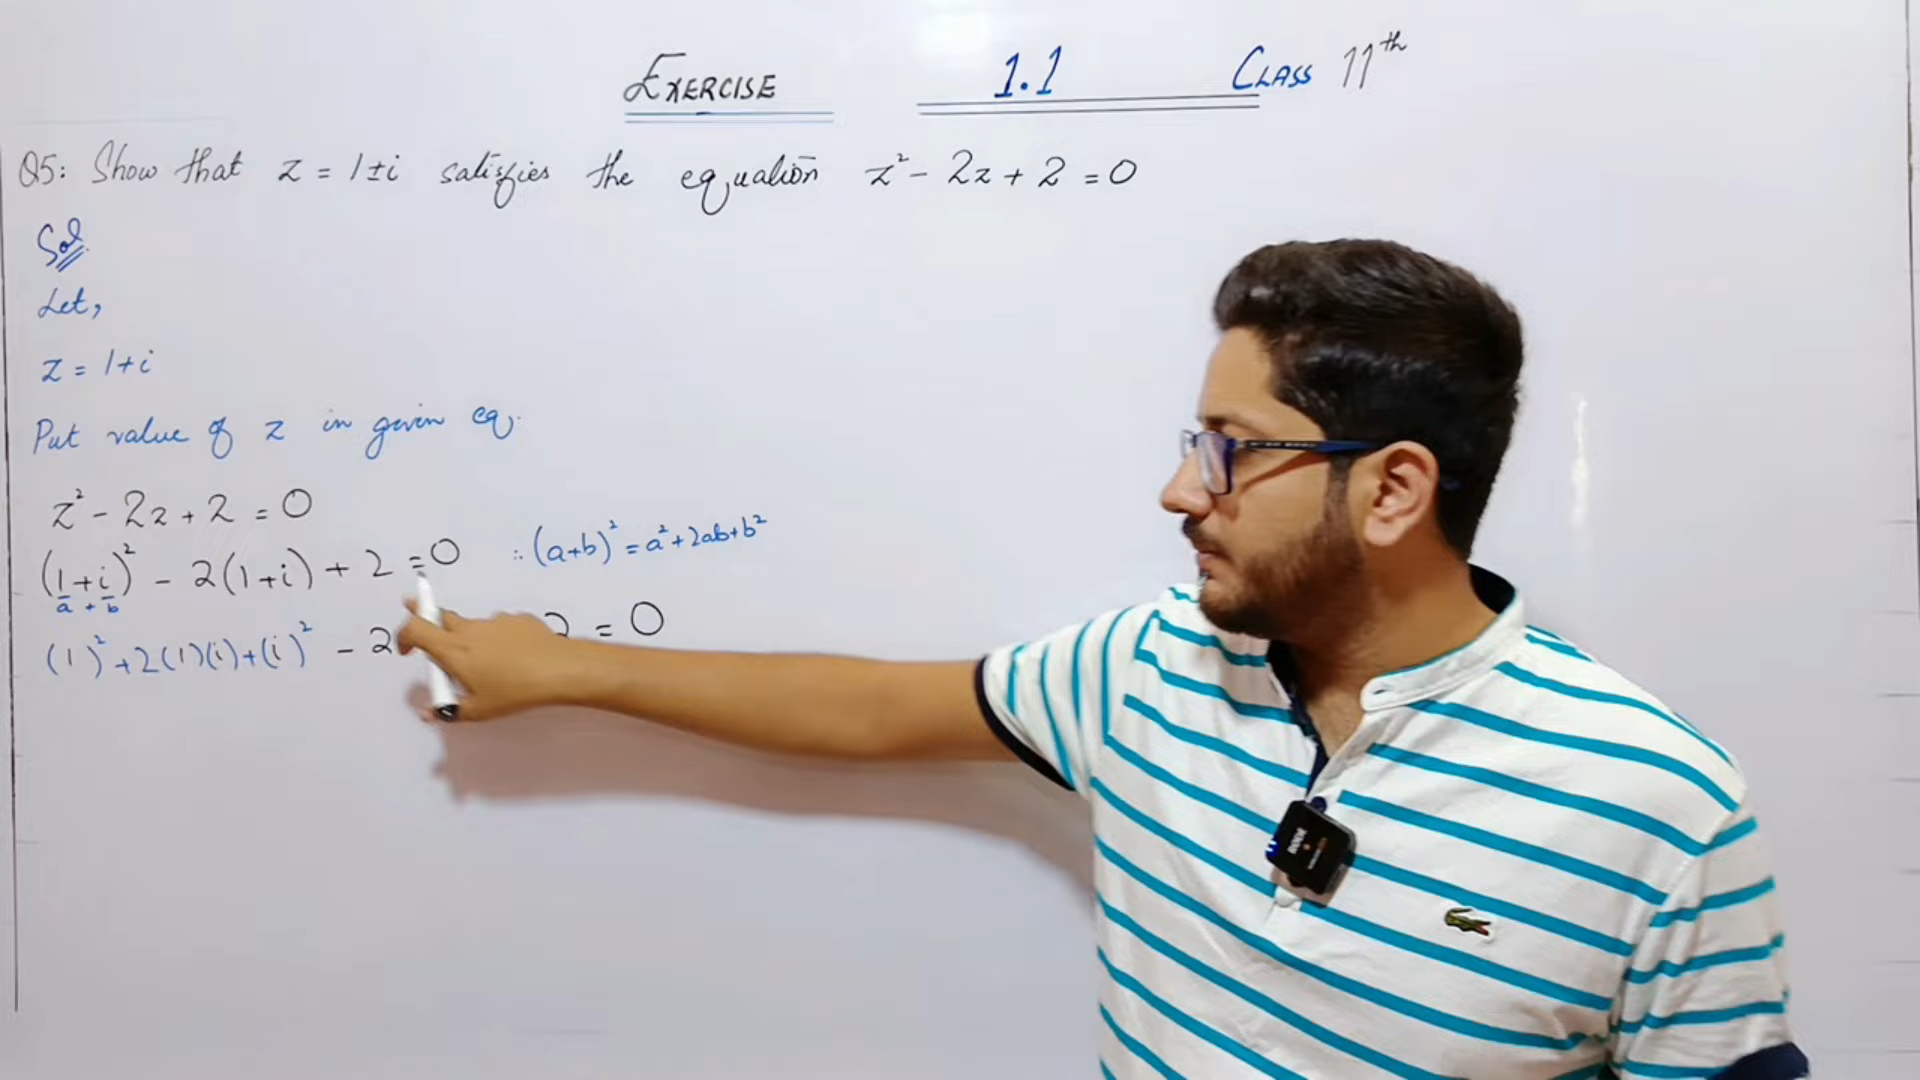 EXERCISE 1.1 CLASS 11th
Q5: Show that z = 1±i satisfies the equation z² - 2z + 2 = 0
Sol
Let,
z = 1+i
Put value of z in given eq.
z² - 2z + 2 = 0
(1+i)² - 2(1+i) + 2 = 0 ∴ (a+b)² = a² + 2ab + b²
a + b
(1)² + 2(1)(i) + (i)² - 2 2 = 0
RODE